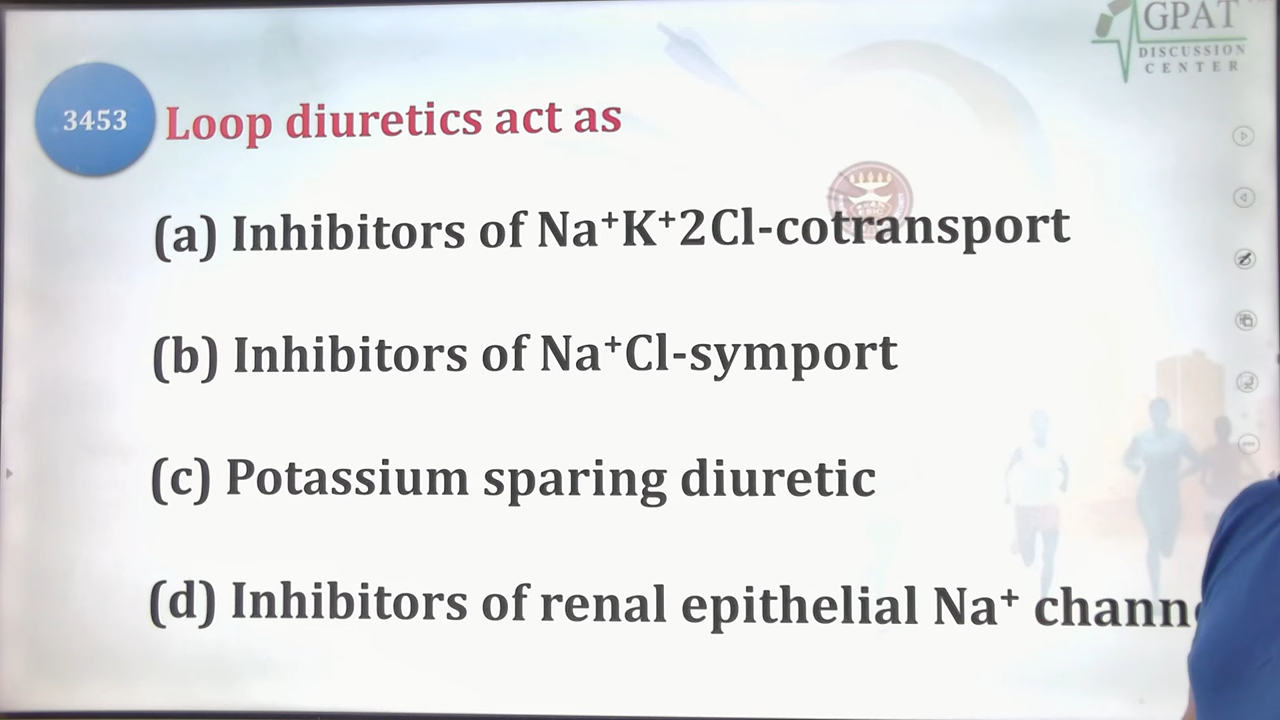 GPAT
DISCUSSION
CENTER
3453
Loop diuretics act as
(a) Inhibitors of Na⁺K⁺2Cl-cotransport
(b) Inhibitors of Na⁺Cl-symport
(c) Potassium sparing diuretic
(d) Inhibitors of renal epithelial Na⁺